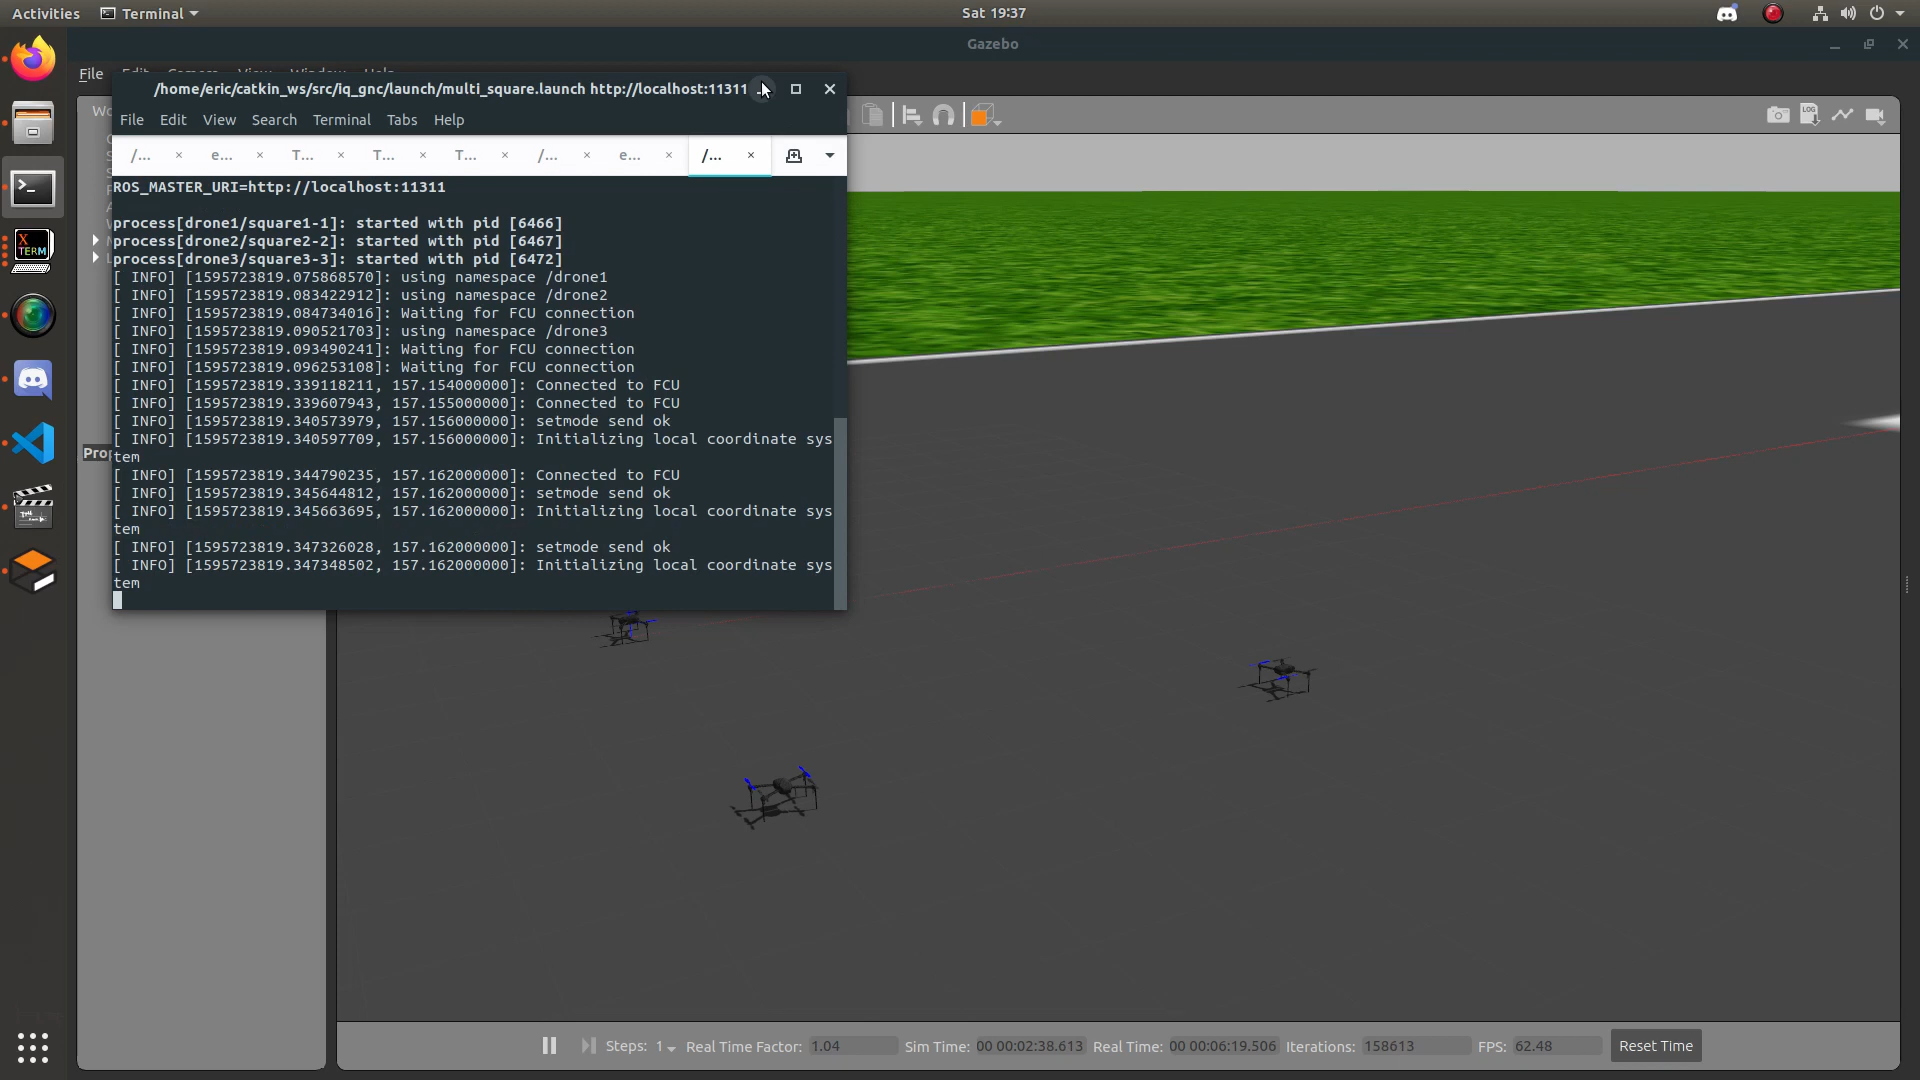 Activities
Terminal
Sat 19:37
Gazebo
File Edit Camera View Window Help
/home/eric/catkin_ws/src/iq_gnc/launch/multi_square.launch http://localhost:11311
File Edit View Search Terminal Tabs Help
/... × e... × T... × T... × T... × /... × e... × /... ×
ROS_MASTER_URI=http://localhost:11311
process[drone1/square1-1]: started with pid [6466]
process[drone2/square2-2]: started with pid [6467]
process[drone3/square3-3]: started with pid [6472]
[ INFO] [1595723819.075868570]: using namespace /drone1
[ INFO] [1595723819.083422912]: using namespace /drone2
[ INFO] [1595723819.084734016]: Waiting for FCU connection
[ INFO] [1595723819.090521703]: using namespace /drone3
[ INFO] [1595723819.093490241]: Waiting for FCU connection
[ INFO] [1595723819.096253108]: Waiting for FCU connection
[ INFO] [1595723819.339118211, 157.154000000]: Connected to FCU
[ INFO] [1595723819.339607943, 157.155000000]: Connected to FCU
[ INFO] [1595723819.340573979, 157.156000000]: setmode send ok
[ INFO] [1595723819.340597709, 157.156000000]: Initializing local coordinate sys
tem
[ INFO] [1595723819.344790235, 157.162000000]: Connected to FCU
[ INFO] [1595723819.345644812, 157.162000000]: setmode send ok
[ INFO] [1595723819.345663695, 157.162000000]: Initializing local coordinate sys
tem
[ INFO] [1595723819.347326028, 157.162000000]: setmode send ok
[ INFO] [1595723819.347348502, 157.162000000]: Initializing local coordinate sys
tem
Prop
LOG
X
TERM
Steps: 1 Real Time Factor: 1.04 Sim Time: 00 00:02:38.613 Real Time: 00 00:06:19.506 Iterations: 158613 FPS: 62.48 Reset Time